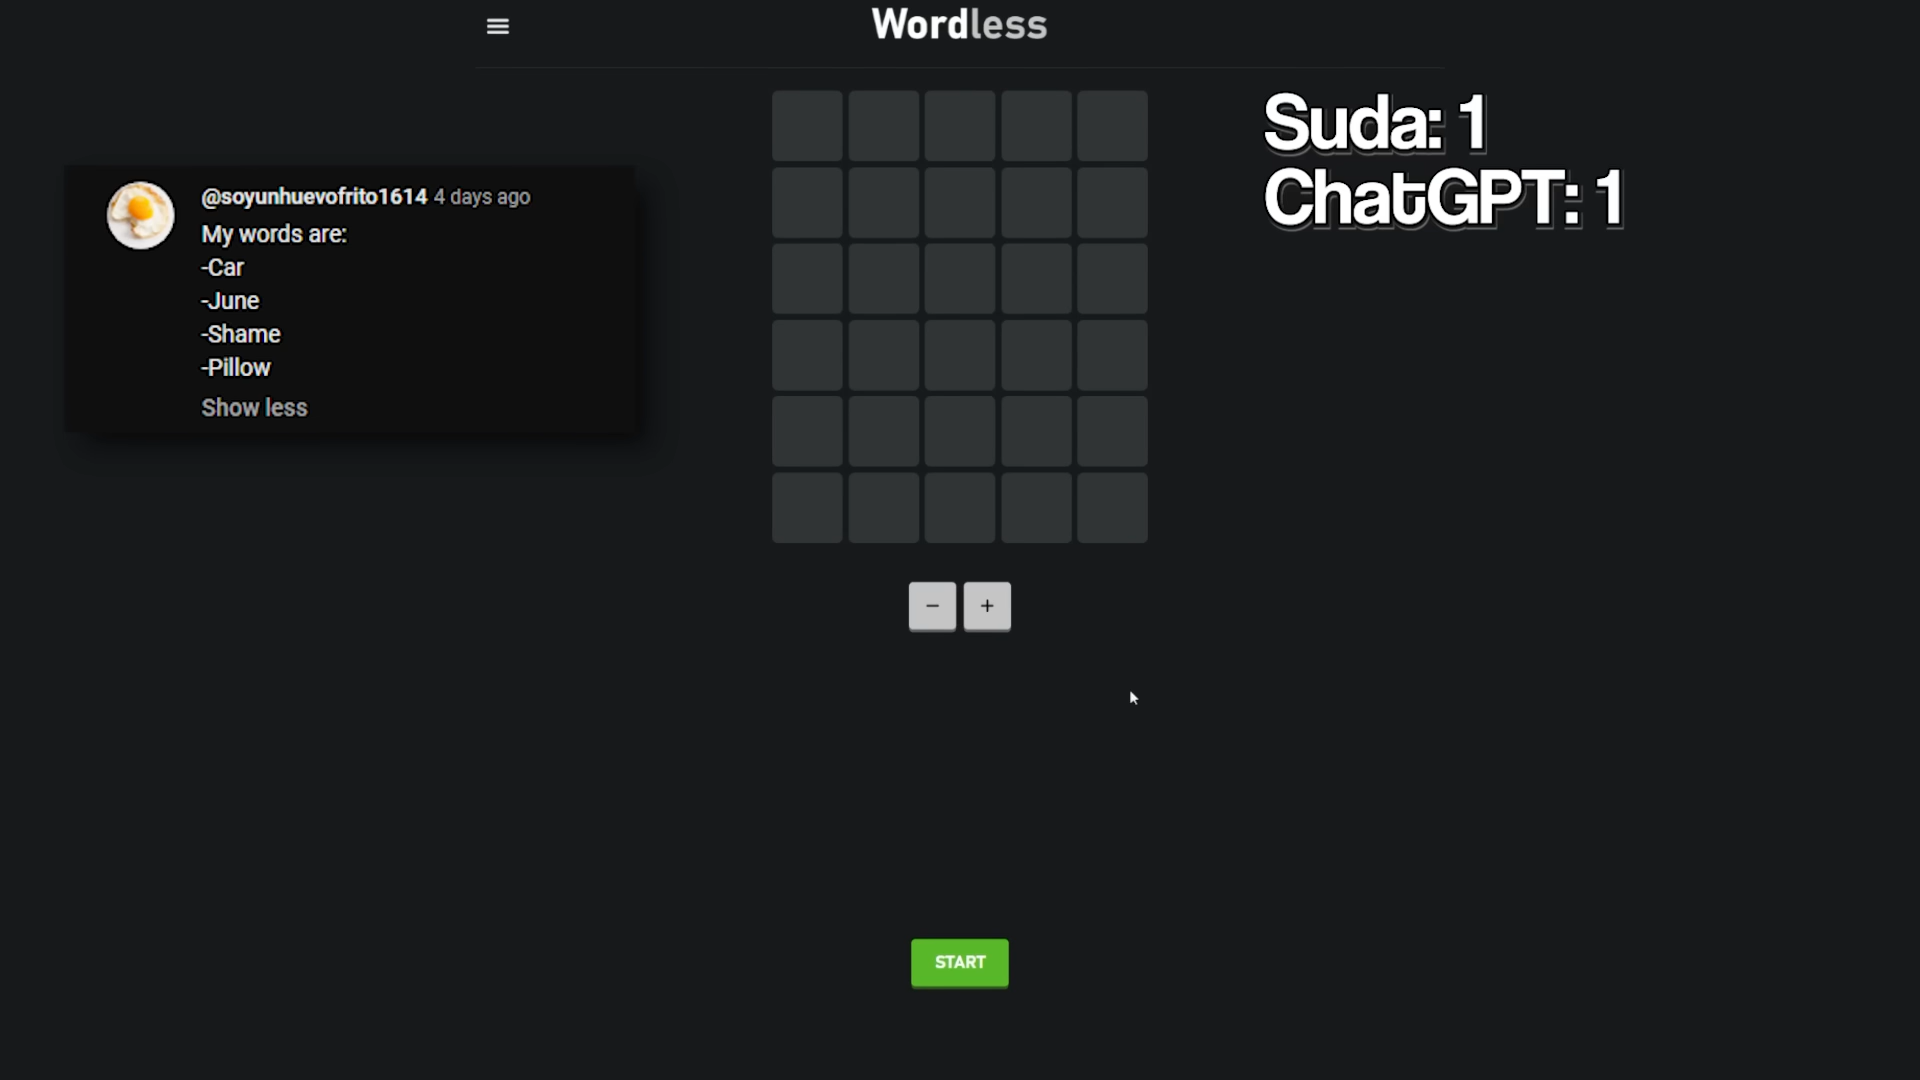 Wordless
Suda: 1
ChatGPT: 1
@soyunhuevofrito1614 4 days ago
My words are:
-Car
-June
-Shame
-Pillow
Show less
− +
START